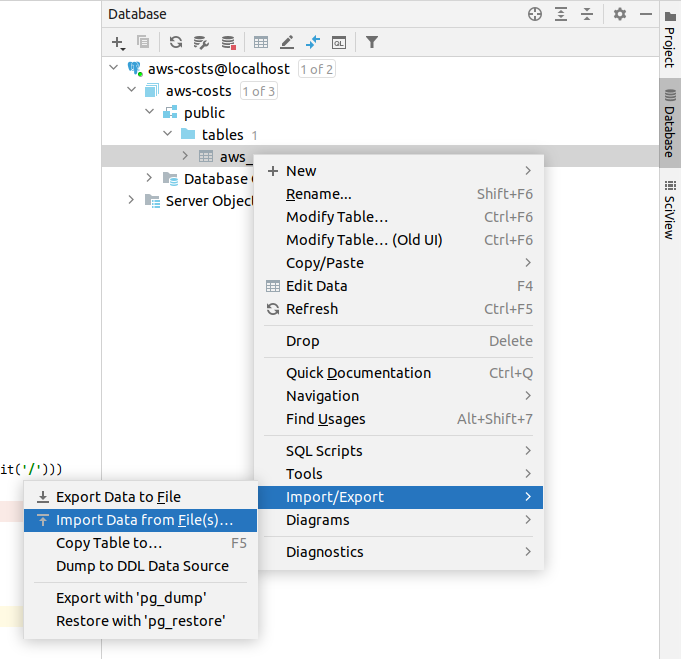 Database
aws-costs@localhost 1 of 2
aws-costs 1 of 3
public
tables 1
aws_
Database
Server Objec
New
Rename... Shift+F6
Modify Table… Ctrl+F6
Modify Table… (Old UI) Ctrl+F6
Copy/Paste
Edit Data F4
Refresh Ctrl+F5
Drop Delete
Quick Documentation Ctrl+Q
Navigation
Find Usages Alt+Shift+7
SQL Scripts
Tools
Import/Export
Diagrams
Diagnostics
it('/')))
Export Data to File
Import Data from File(s)…
Copy Table to… F5
Dump to DDL Data Source
Export with 'pg_dump'
Restore with 'pg_restore'
Project
Database
SciView
QL